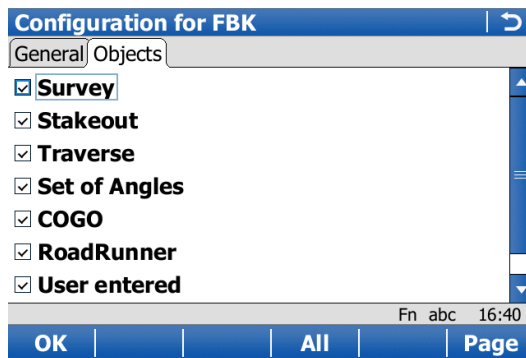 Configuration for FBK
General Objects
Survey
Stakeout
Traverse
Set of Angles
COGO
RoadRunner
User entered
Fn abc 16:40
OK All Page